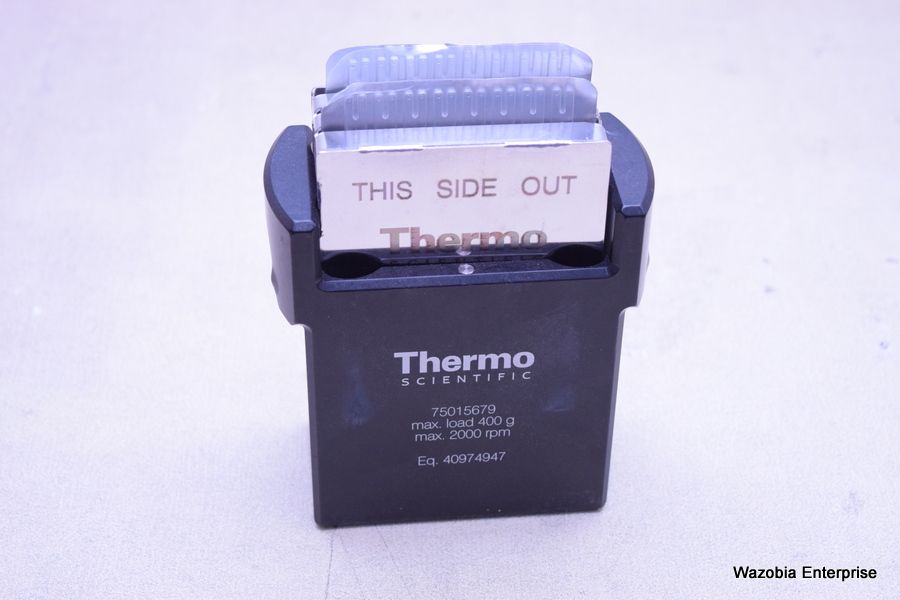 THIS SIDE OUT
Thermo
Thermo
SCIENTIFIC
75015679
max. load 400 g
max. 2000 rpm
Eq. 40974947
Wazobia Enterprise